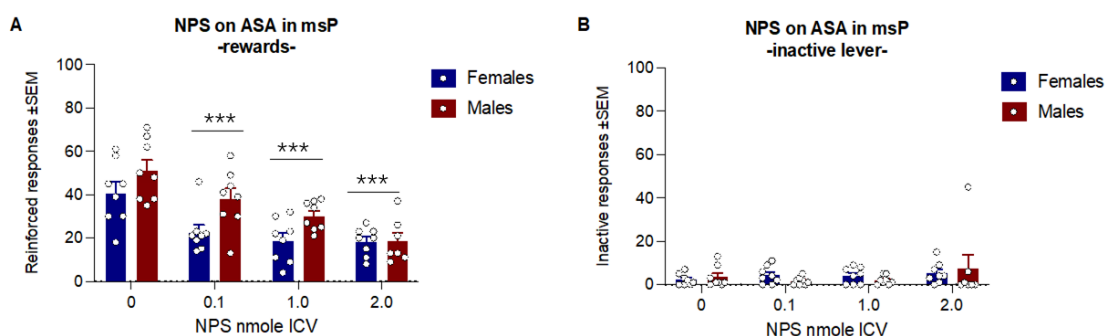 A
NPS on ASA in msP
-rewards-
Reinforced responses ±SEM
100
80
60
40
20
0
***
***
***
Females
Males
0
0.1
1.0
2.0
NPS nmole ICV
B
NPS on ASA in msP
-inactive lever-
Inactive responses ±SEM
100
80
60
40
20
0
Females
Males
0
0.1
1.0
2.0
NPS nmole ICV